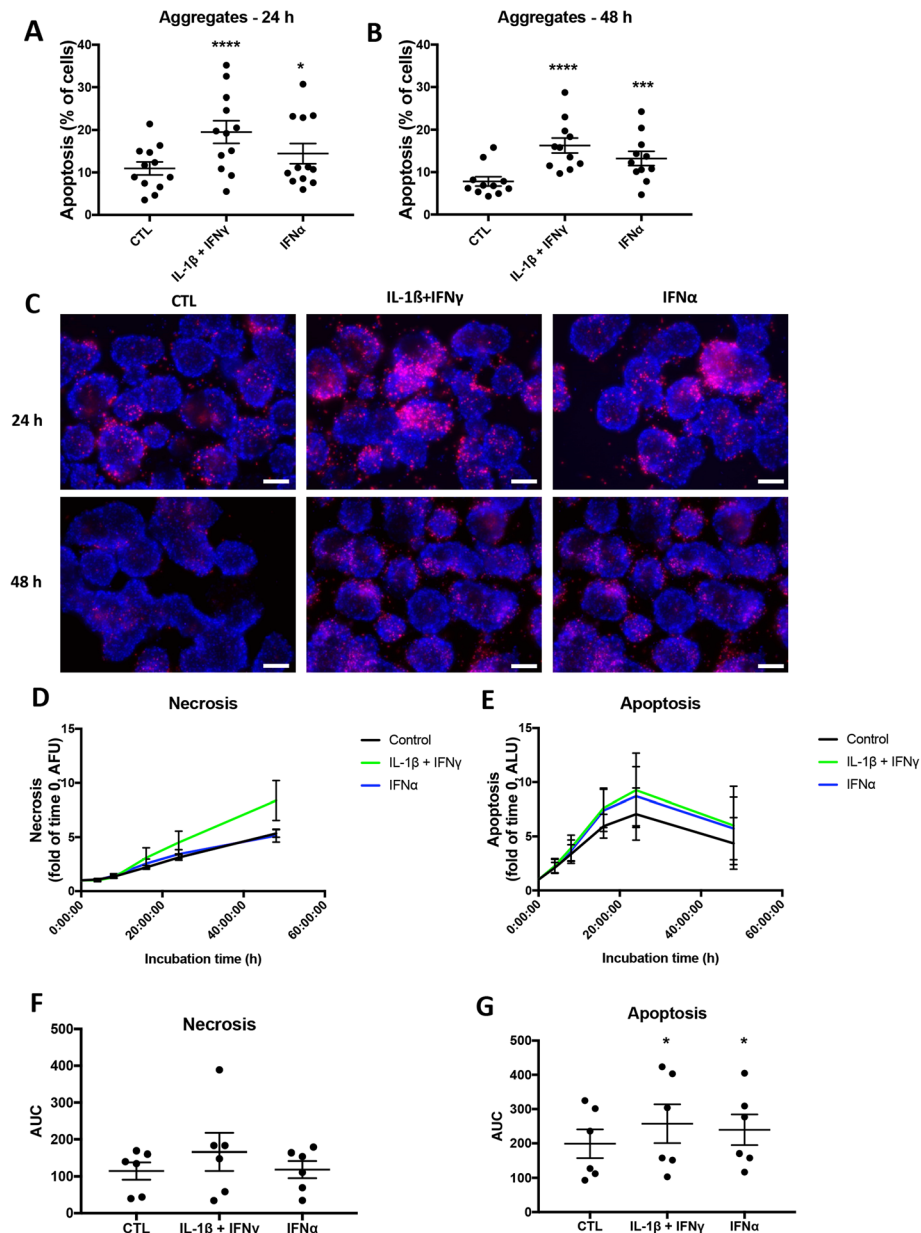 A
Aggregates - 24 h
Apoptosis (% of cells)
40
30
20
10
0
****
*
CTL
IL-1β + IFNγ
IFNα
B
Aggregates - 48 h
Apoptosis (% of cells)
40
30
20
10
0
****
***
CTL
IL-1β + IFNγ
IFNα
C
CTL
IL-1ß+IFNγ
IFNα
24 h
48 h
D
Necrosis
Necrosis
(fold of time 0, AFU)
15
10
5
0
0:00:00
20:00:00
40:00:00
60:00:00
Incubation time (h)
Control
IL-1β + IFNγ
IFNα
E
Apoptosis
Apoptosis
(fold of time 0, ALU)
15
10
5
0
0:00:00
20:00:00
40:00:00
60:00:00
Incubation time (h)
Control
IL-1β + IFNγ
IFNα
F
Necrosis
AUC
500
400
300
200
100
0
CTL
IL-1β + IFNγ
IFNα
G
Apoptosis
AUC
500
400
300
200
100
0
*
*
CTL
IL-1β + IFNγ
IFNα